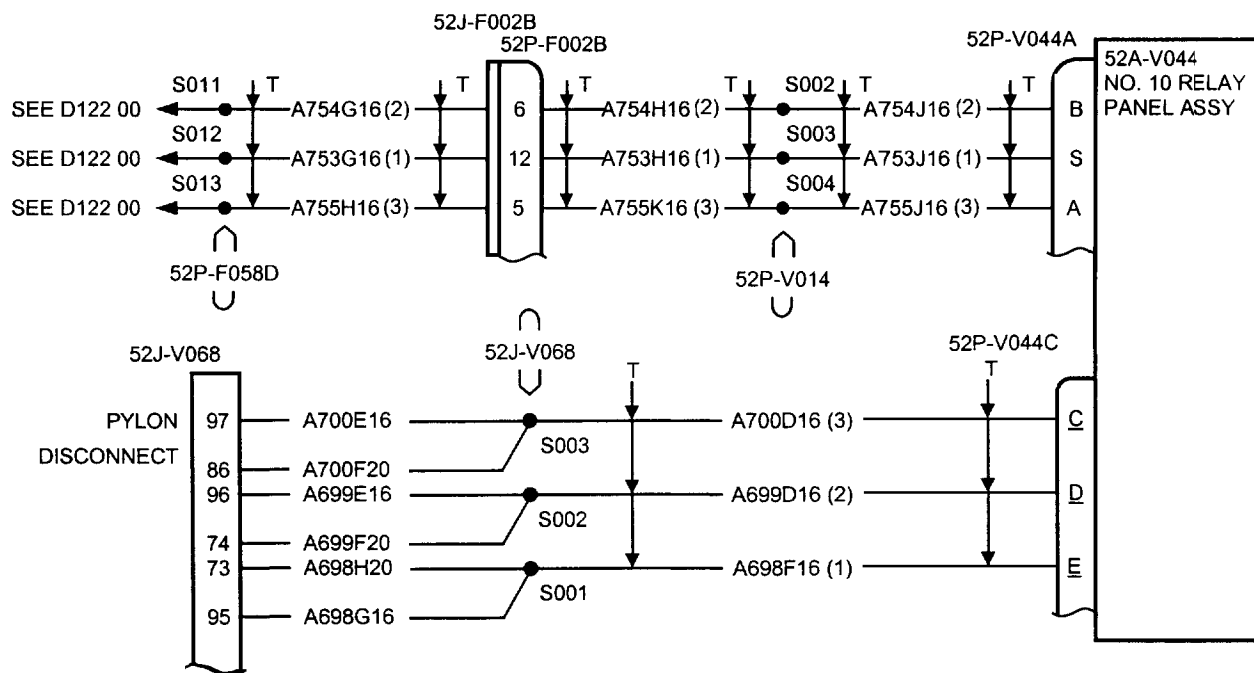 52J-F002B
52P-F002B
52P-V044A
52A-V044
NO. 10 RELAY
PANEL ASSY
S011 T T T S002 T T
SEE D122 00 A754G16 (2) 6 A754H16 (2) A754J16 (2) B
S012 S003
SEE D122 00 A753G16 (1) 12 A753H16 (1) A753J16 (1) S
S013 S004
SEE D122 00 A755H16 (3) 5 A755K16 (3) A755J16 (3) A
52P-F058D 52P-V014
52J-V068 52J-V068 52P-V044C
T T
PYLON 97 A700E16 A700D16 (3) C
DISCONNECT S003
86 A700F20
96 A699E16 A699D16 (2) D
S002
74 A699F20
73 A698H20 A698F16 (1) E
S001
95 A698G16